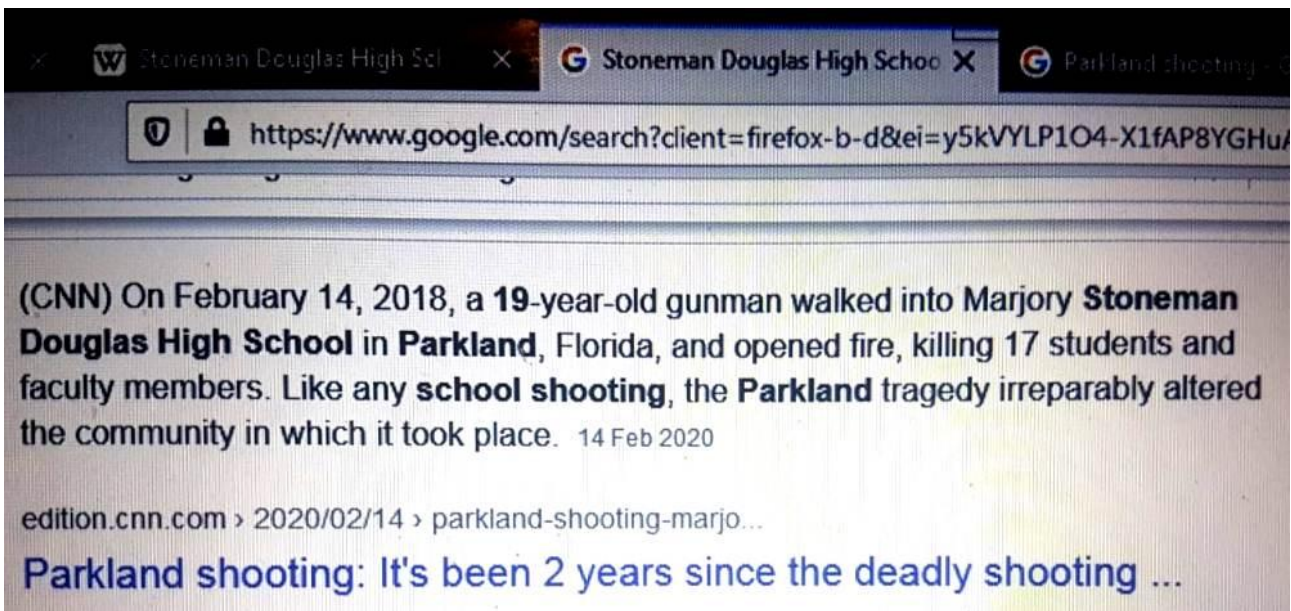 Stoneman Douglas High Scl
Stoneman Douglas High Schoo
Parkland shooting - G
https://www.google.com/search?client=firefox-b-d&ei=y5kVYLP1O4-X1fAP8YGHuA
(CNN) On February 14, 2018, a 19-year-old gunman walked into Marjory Stoneman
Douglas High School in Parkland, Florida, and opened fire, killing 17 students and
faculty members. Like any school shooting, the Parkland tragedy irreparably altered
the community in which it took place. 14 Feb 2020
edition.cnn.com › 2020/02/14 › parkland-shooting-marjo...
Parkland shooting: It's been 2 years since the deadly shooting ...